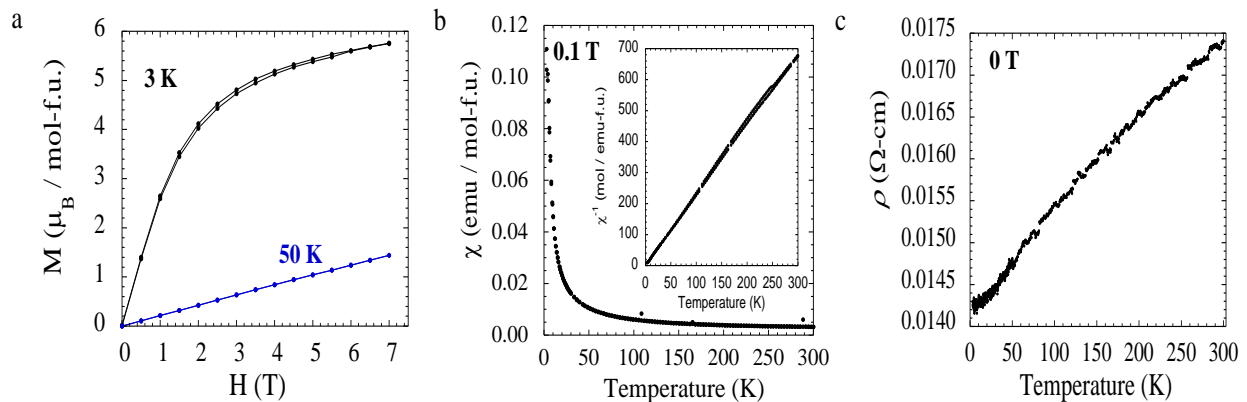 a
M (μB / mol-f.u.)
6
5
4
3
2
1
0
3 K
50 K
0 1 2 3 4 5 6 7
H (T)
b
χ (emu / mol-f.u.)
0.12
0.10
0.08
0.06
0.04
0.02
0.00
0.1 T
χ⁻¹ (mol / emu-f.u.)
700
600
500
400
300
200
100
0
0 50 100 150 200 250 300
Temperature (K)
0 50 100 150 200 250 300
Temperature (K)
c
ρ (Ω-cm)
0.0175
0.0170
0.0165
0.0160
0.0155
0.0150
0.0145
0.0140
0 T
0 50 100 150 200 250 300
Temperature (K)